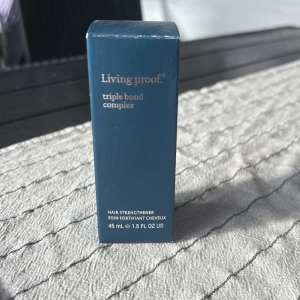 Living proof.®
triple bond
complex
HAIR STRENGTHENER
SOIN FORTIFIANT CHEVEUX
45 mL ℮ 1.5 FL OZ US